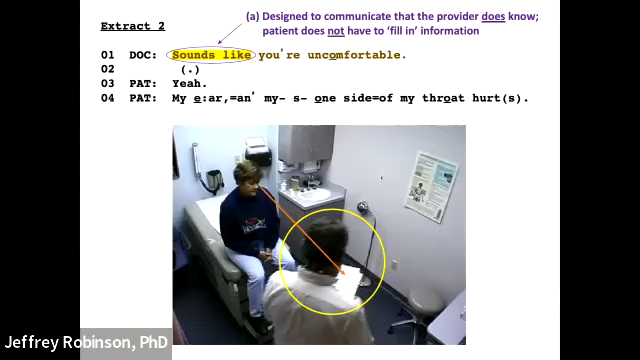 (a) Designed to communicate that the provider does know;
Extract 2
patient does not have to ‘fill in’ information
01 DOC: Sounds like you're uncomfortable.
02 (.)
03 PAT: Yeah.
04 PAT: My e:ar,=an' my- s- one side=of my throat hurt(s).
Jeffrey Robinson, PhD